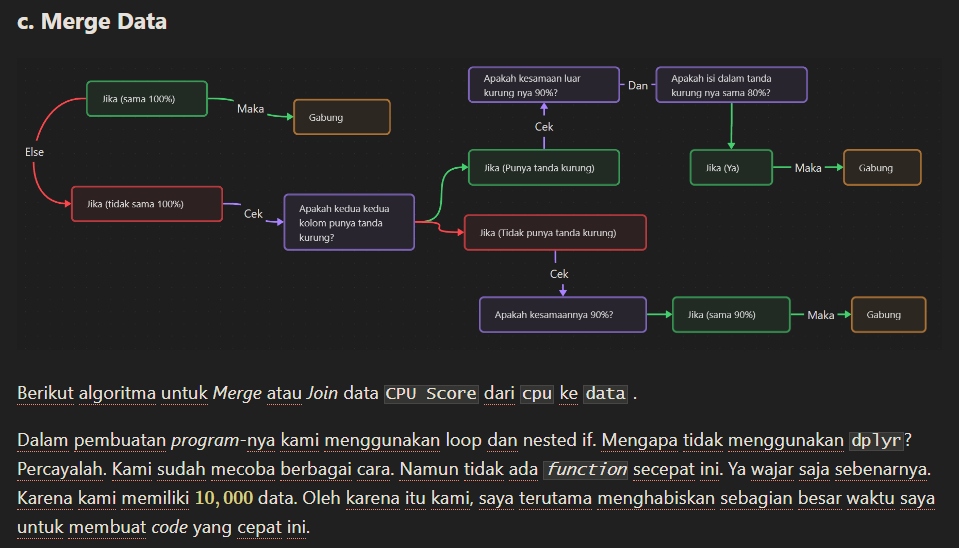 c. Merge Data
Jika (sama 100%)
Maka
Gabung
Else
Jika (tidak sama 100%)
Cek
Apakah kedua kedua
kolom punya tanda
kurung?
Jika (Punya tanda kurung)
Cek
Apakah kesamaan luar
kurung nya 90%?
Dan
Apakah isi dalam tanda
kurung nya sama 80%?
Jika (Ya)
Maka
Gabung
Jika (Tidak punya tanda kurung)
Cek
Apakah kesamaannya 90%?
Jika (sama 90%)
Maka
Gabung
Berikut algoritma untuk Merge atau Join data CPU Score dari cpu ke data .
Dalam pembuatan program-nya kami menggunakan loop dan nested if. Mengapa tidak menggunakan dplyr?
Percayalah. Kami sudah mecoba berbagai cara. Namun tidak ada function secepat ini. Ya wajar saja sebenarnya.
Karena kami memiliki 10,000 data. Oleh karena itu kami, saya terutama menghabiskan sebagian besar waktu saya
untuk membuat code yang cepat ini.